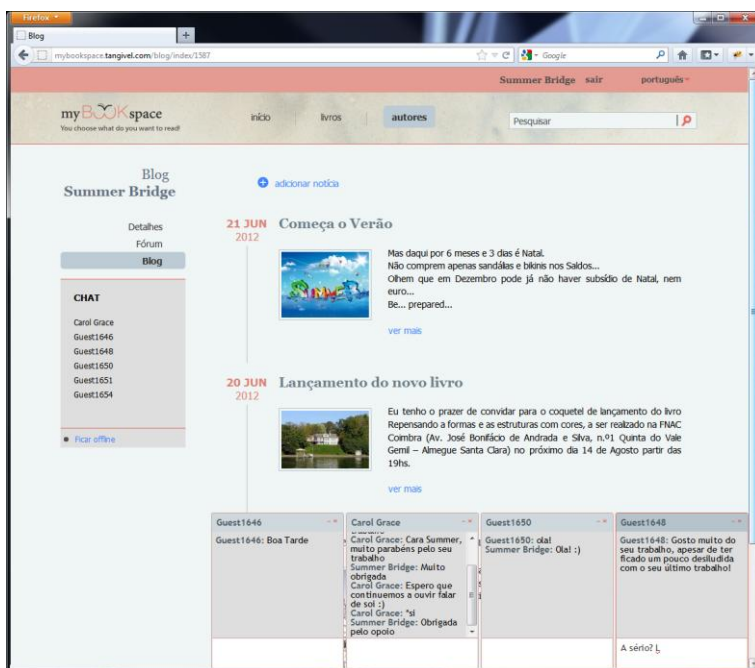 Firefox
Blog
mybookspace.tangivel.com/blog/index/1587
Google
Summer Bridge sair português
my BOOK space
You choose what do you want to read!
início livros autores
Pesquisar
Blog
Summer Bridge
Detalhes
Fórum
Blog
CHAT
Carol Grace
Guest1646
Guest1648
Guest1650
Guest1651
Guest1654
Ficar offline
adicionar notícia
21 JUN
2012
Começa o Verão
SUMMER
Mas daqui por 6 meses e 3 dias é Natal.
Não comprem apenas sandálias e bikinis nos Saldos...
Olhem que em Dezembro pode já não haver subsídio de Natal, nem
euro...
Be... prepared...
ver mais
20 JUN
2012
Lançamento do novo livro
Eu tenho o prazer de convidar para o coquetel de lançamento do livro
Repensando a formas e as estruturas com cores, a ser realizado na FNAC
Coimbra (Av. José Bonifácio de Andrada e Silva, n.º1 Quinta do Vale
Gemil – Almegue Santa Clara) no próximo dia 14 de Agosto partir das
19hs.
ver mais
Guest1646
Guest1646: Boa Tarde
Carol Grace
Carol Grace: Cara Summer,
muito parabéns pelo seu
trabalho
Summer Bridge: Muito
obrigada
Carol Grace: Espero que
continuemos a ouvir falar
de soi :)
Carol Grace: *si
Summer Bridge: Obrigada
pelo opoio
Guest1650
Guest1650: ola!
Summer Bridge: Ola! :)
Guest1648
Guest1648: Gosto muito do
seu trabalho, apesar de ter
ficado um pouco desiludida
com o seu último trabalho!
A sério?